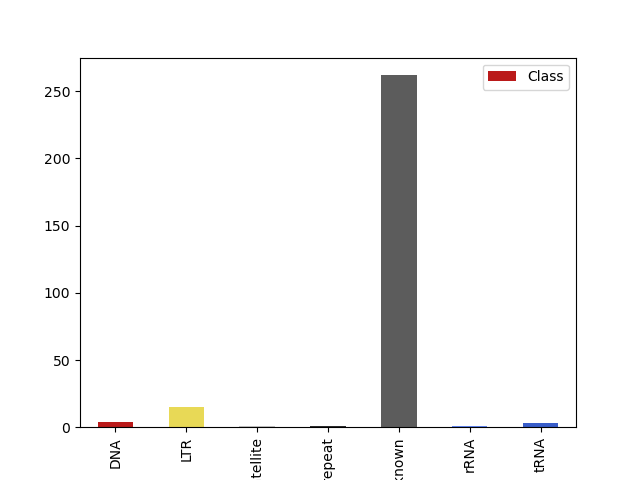 Class
250
200
150
100
50
0
DNA
LTR
tellite
repeat
known
rRNA
tRNA